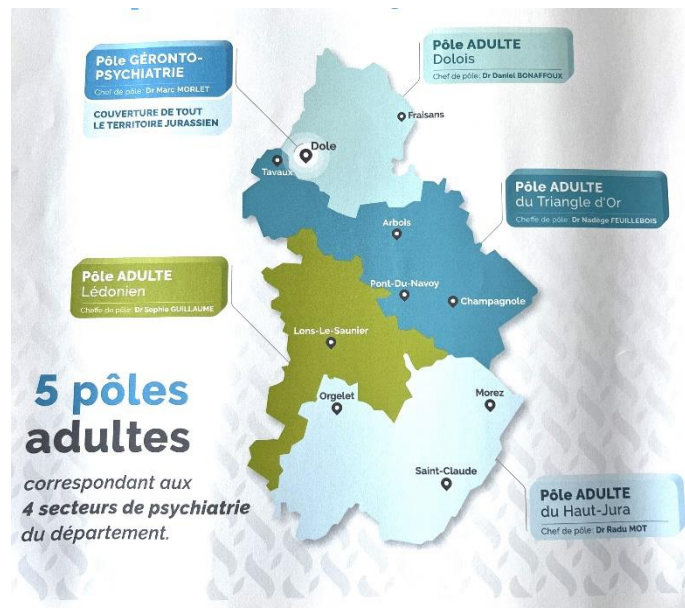 Pôle GÉRONTO-
PSYCHIATRIE
Chef de pôle: Dr Marc MORLET
COUVERTURE DE TOUT
LE TERRITOIRE JURASSIEN
Pôle ADULTE
Dolois
Chef de pôle: Dr Daniel BONAFFOUX
Fraisans
Dole
Tavaux
Pôle ADULTE
du Triangle d'Or
Cheffe de pôle: Dr Nadège FEUILLEBOIS
Arbois
Pont-Du-Navoy
Champagnole
Pôle ADULTE
Lédonien
Cheffe de pôle: Dr Sophie GUILLAUME
Lons-Le-Saunier
5 pôles
adultes
correspondant aux
4 secteurs de psychiatrie
du département.
Orgelet
Morez
Saint-Claude
Pôle ADULTE
du Haut-Jura
Chef de pôle: Dr Radu MOT